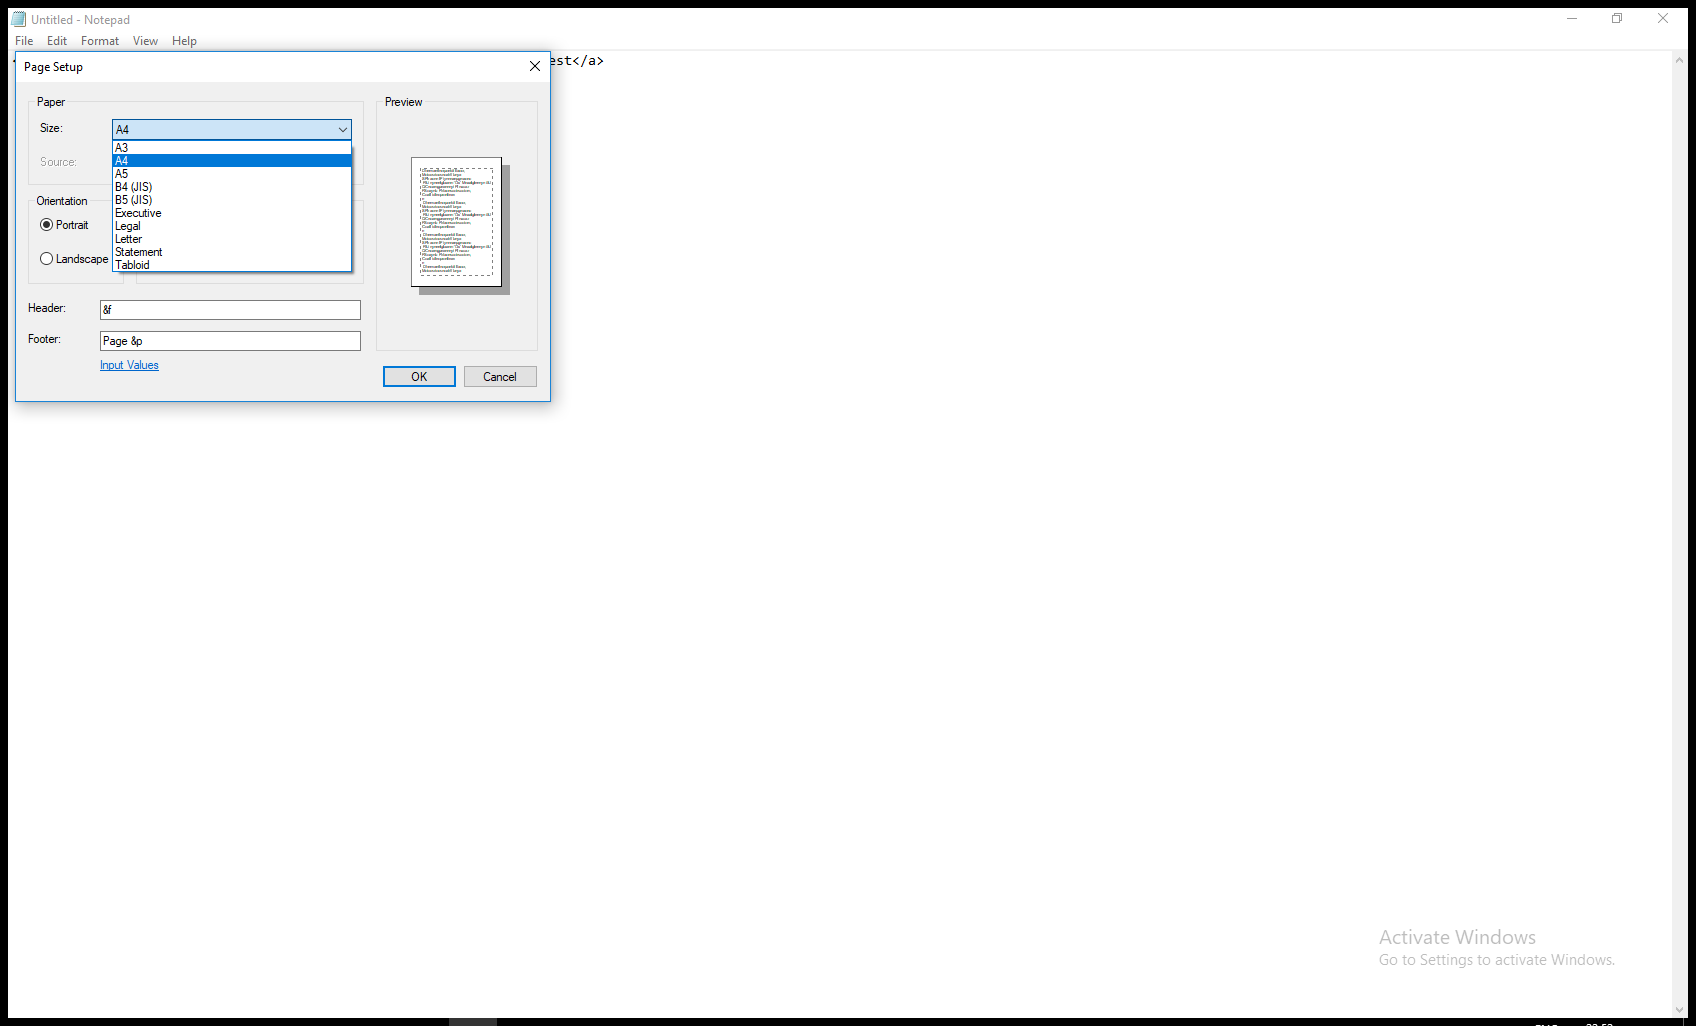 Untitled - Notepad
File Edit Format View Help
est</a>
Page Setup
Paper
Size:
A4
A3
A4
A5
B4 (JIS)
B5 (JIS)
Executive
Legal
Letter
Statement
Tabloid
Source:
Orientation
Portrait
Landscape
Preview
Header:
&f
Footer:
Page &p
Input Values
OK
Cancel
Activate Windows
Go to Settings to activate Windows.